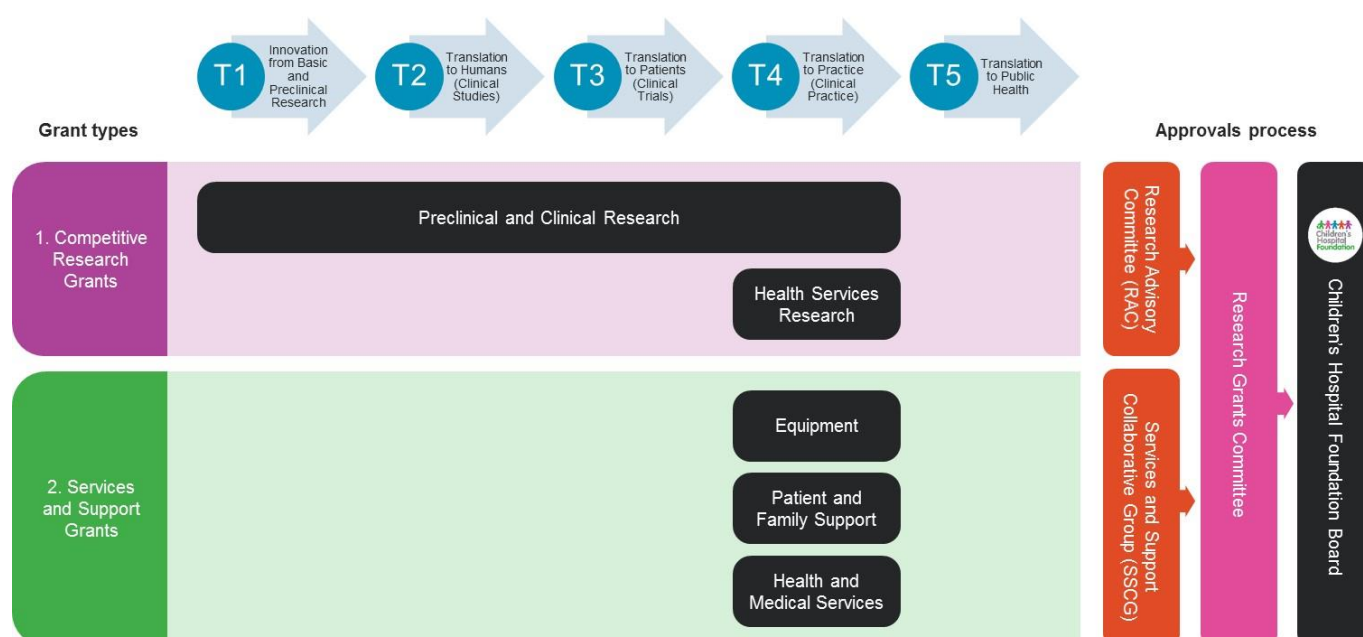 T1
Innovation
from Basic
and
Preclinical
Research
T2
Translation
to Humans
(Clinical
Studies)
T3
Translation
to Patients
(Clinical
Trials)
T4
Translation
to Practice
(Clinical
Practice)
T5
Translation
to Public
Health
Grant types
Approvals process
1. Competitive
Research
Grants
Preclinical and Clinical Research
Health Services
Research
2. Services
and Support
Grants
Equipment
Patient and
Family Support
Health and
Medical Services
Research Advisory
Committee (RAC)
Services and Support
Collaborative Group (SSCG)
Research Grants Committee
Children's
Hospital
Foundation
Children's Hospital Foundation Board